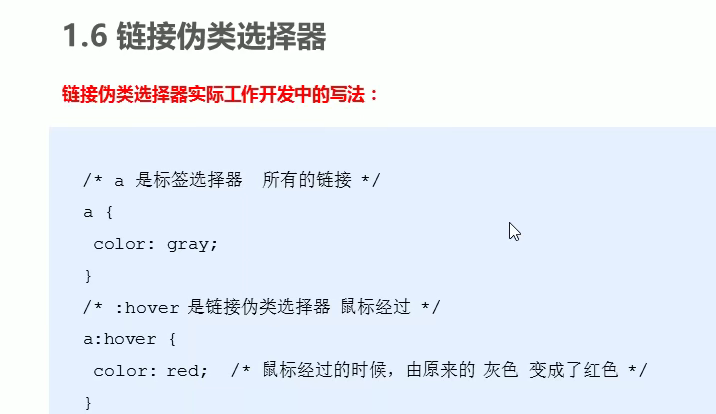 1.6 链接伪类选择器
链接伪类选择器实际工作开发中的写法：
/* a 是标签选择器 所有的链接 */
a {
color: gray;
}
/* :hover 是链接伪类选择器 鼠标经过 */
a:hover {
color: red; /* 鼠标经过的时候，由原来的 灰色 变成了红色 */
}